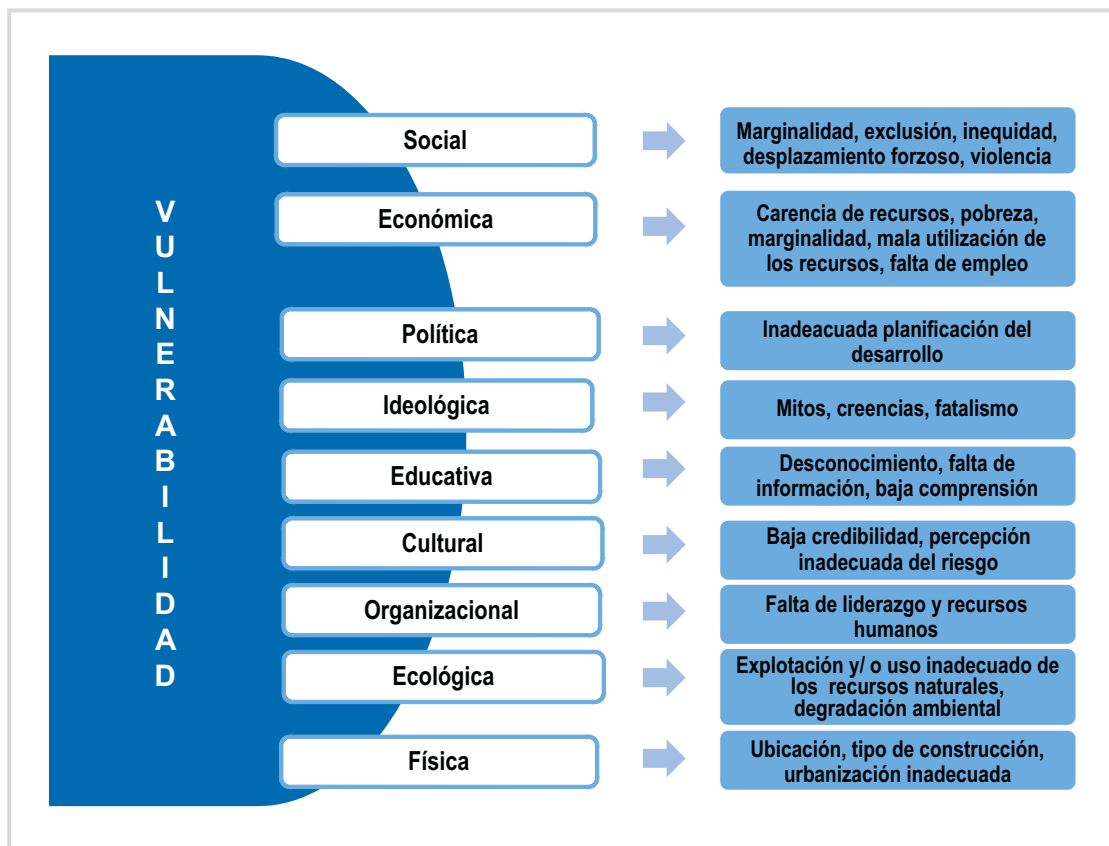 VULNERABILIDAD
Social
Marginalidad, exclusión, inequidad,
desplazamiento forzoso, violencia
Económica
Carencia de recursos, pobreza,
marginalidad, mala utilización de
los recursos, falta de empleo
Política
Inadeacuada planificación del
desarrollo
Ideológica
Mitos, creencias, fatalismo
Educativa
Desconocimiento, falta de
información, baja comprensión
Cultural
Baja credibilidad, percepción
inadecuada del riesgo
Organizacional
Falta de liderazgo y recursos
humanos
Ecológica
Explotación y/ o uso inadecuado de
los recursos naturales,
degradación ambiental
Física
Ubicación, tipo de construcción,
urbanización inadecuada